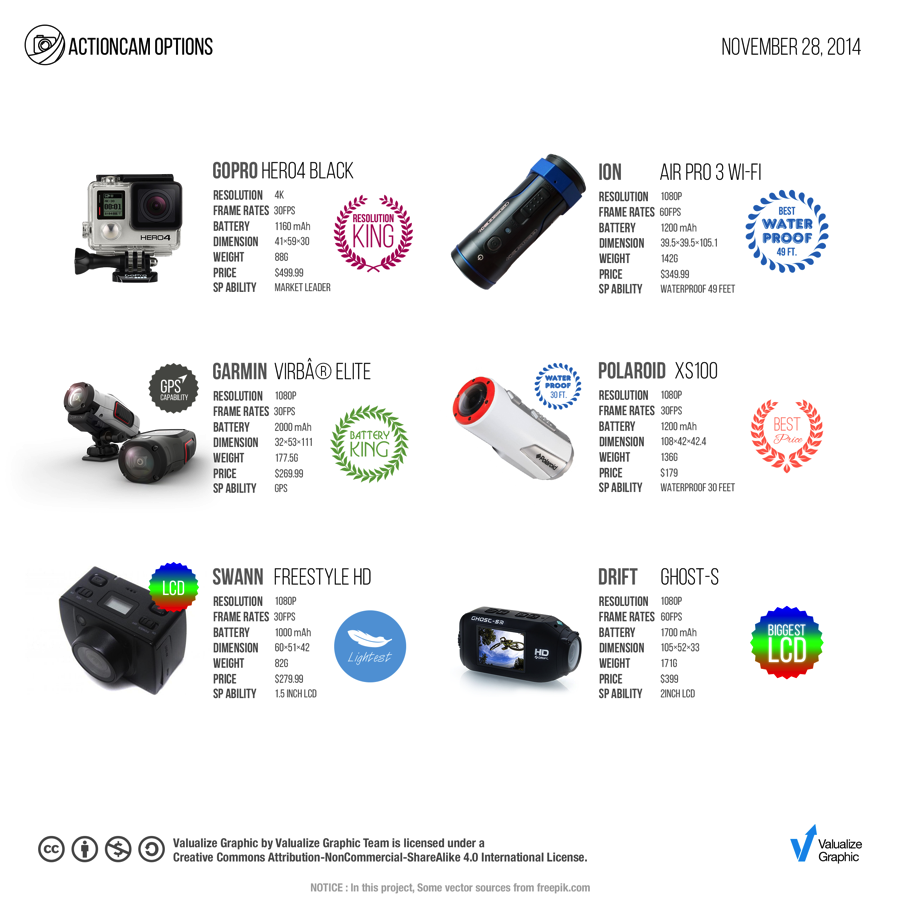 ACTIONCAM OPTIONS
NOVEMBER 28, 2014
GOPRO HERO4 BLACK
RESOLUTION 4K
FRAME RATES 30FPS
BATTERY 1160 mAh
DIMENSION 41×59×30
WEIGHT 88G
PRICE $499.99
SP ABILITY MARKET LEADER
RESOLUTION
KING
HERO4
ION AIR PRO 3 WI-FI
RESOLUTION 1080P
FRAME RATES 60FPS
BATTERY 1200 mAh
DIMENSION 39.5×39.5×105.1
WEIGHT 142G
PRICE $349.99
SP ABILITY WATERPROOF 49 FEET
BEST
WATER
PROOF
49 FT.
GARMIN VIRBÂ® ELITE
RESOLUTION 1080P
FRAME RATES 30FPS
BATTERY 2000 mAh
DIMENSION 32×53×111
WEIGHT 177.5G
PRICE $269.99
SP ABILITY GPS
GPS
CAPABILITY
BATTERY
KING
POLAROID XS100
RESOLUTION 1080P
FRAME RATES 30FPS
BATTERY 1200 mAh
DIMENSION 108×42×42.4
WEIGHT 136G
PRICE $179
SP ABILITY WATERPROOF 30 FEET
WATER
PROOF
30 FT.
BEST
Price
Polaroid
SWANN FREESTYLE HD
RESOLUTION 1080P
FRAME RATES 30FPS
BATTERY 1000 mAh
DIMENSION 60×51×42
WEIGHT 82G
PRICE $279.99
SP ABILITY 1.5 INCH LCD
LCD
Lightest
DRIFT GHOST-S
RESOLUTION 1080P
FRAME RATES 60FPS
BATTERY 1700 mAh
DIMENSION 105×52×33
WEIGHT 171G
PRICE $399
SP ABILITY 2INCH LCD
BIGGEST
LCD
HD
cc
Valualize Graphic by Valualize Graphic Team is licensed under a
Creative Commons Attribution-NonCommercial-ShareAlike 4.0 International License.
Valualize
Graphic
NOTICE : In this project, Some vector sources from freepik.com